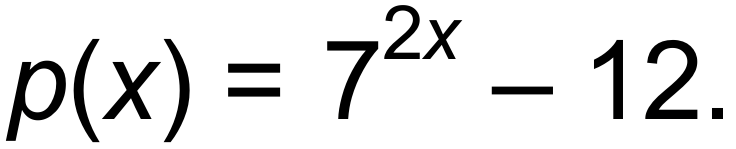 p(x) = 7^{2x} – 12.